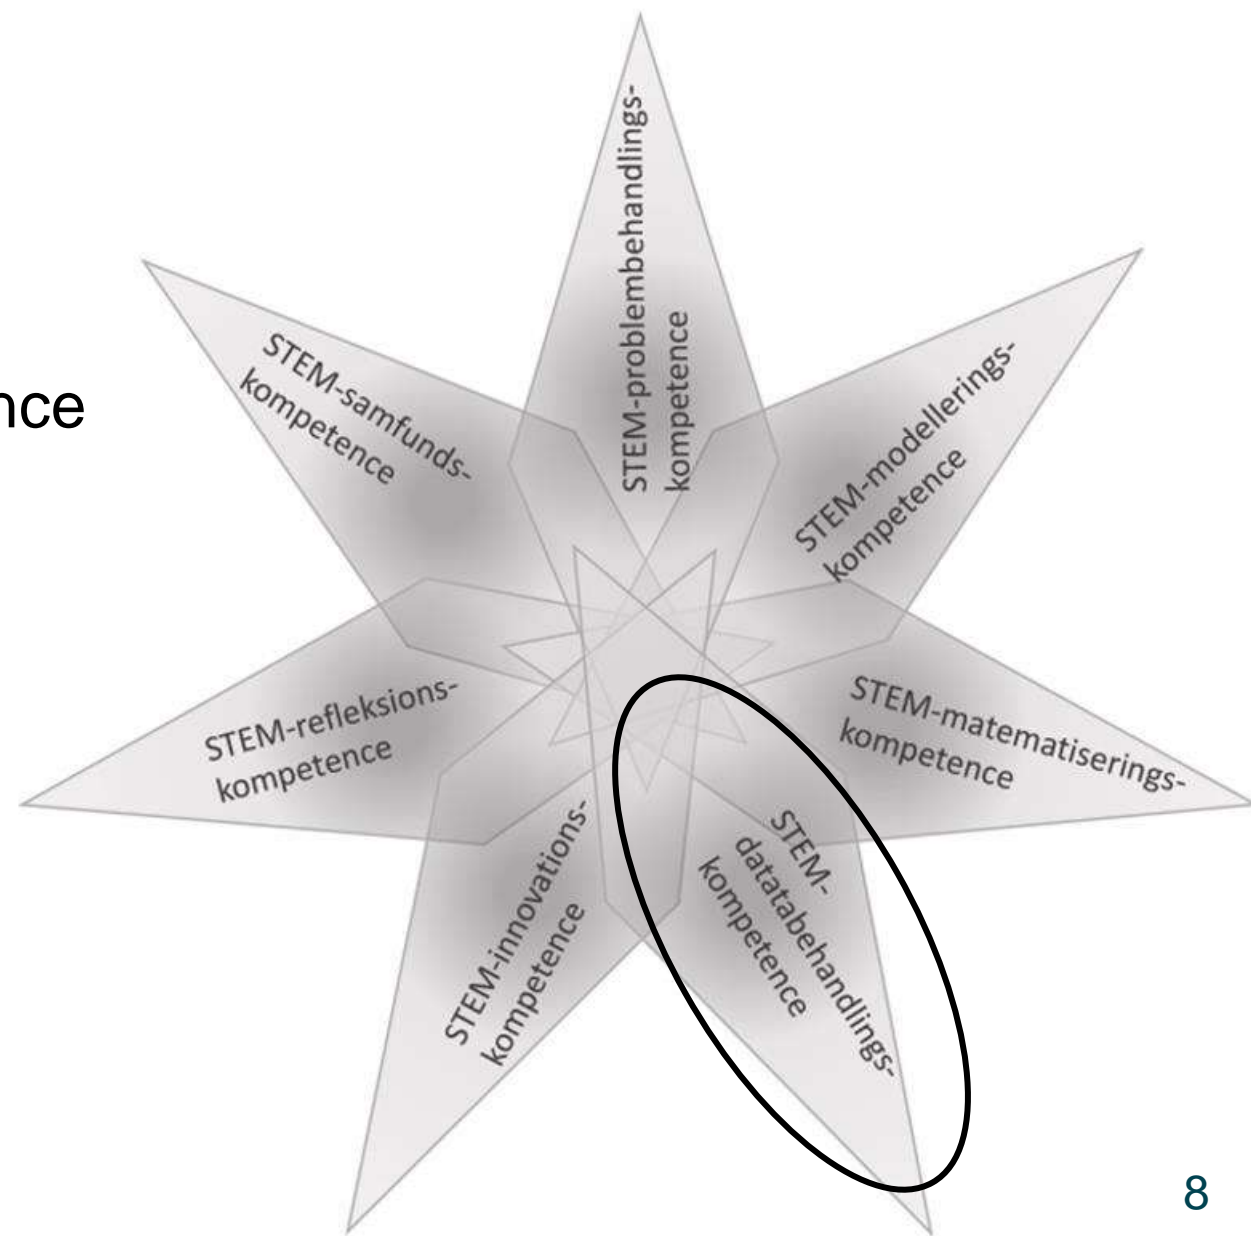 nce
STEM-problembehandlings-
kompetence
STEM-modellerings-
kompetence
STEM-matematiserings-
kompetence
STEM-
datatabehandlings-
kompetence
STEM-innovations-
kompetence
STEM-refleksions-
kompetence
STEM-samfunds-
kompetence
8